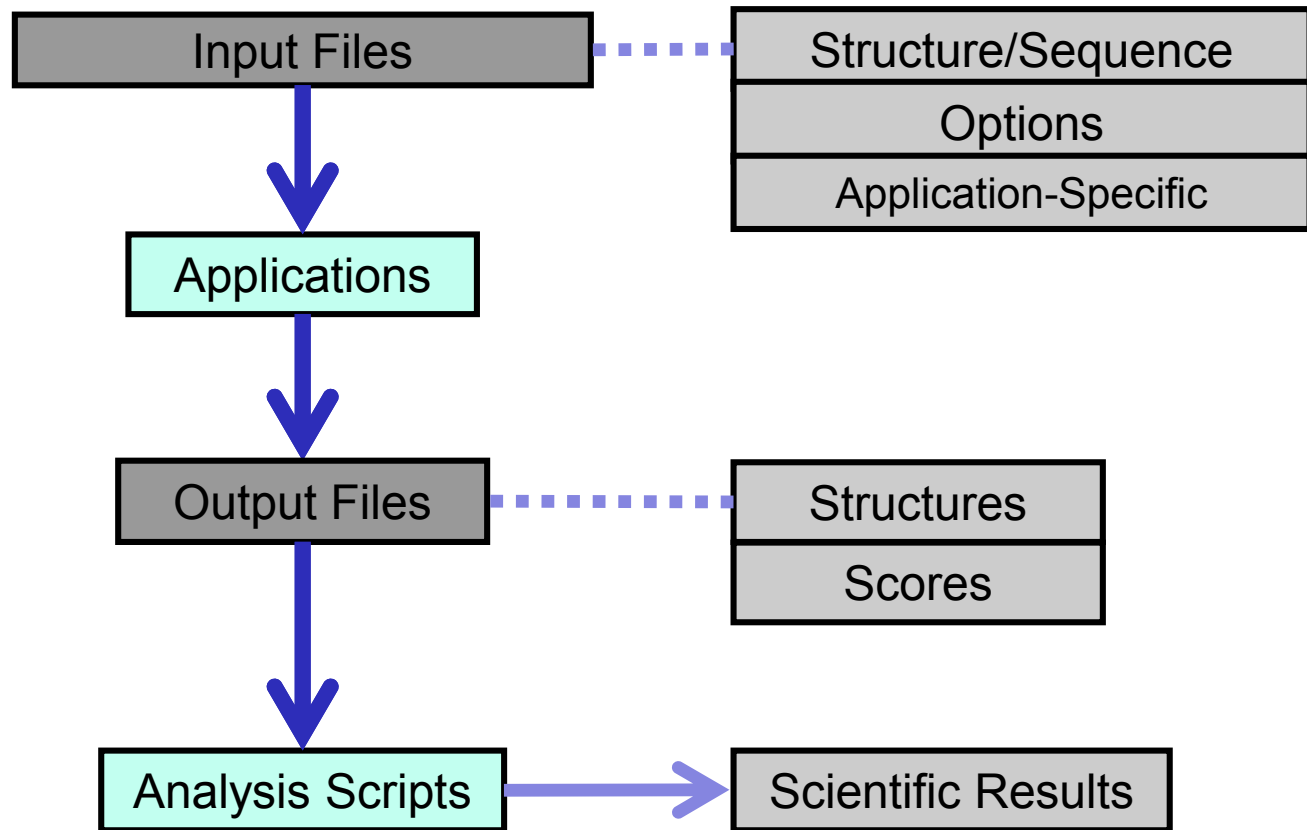 Input Files
Structure/Sequence
Options
Application-Specific
Applications
Output Files
Structures
Scores
Analysis Scripts
Scientific Results